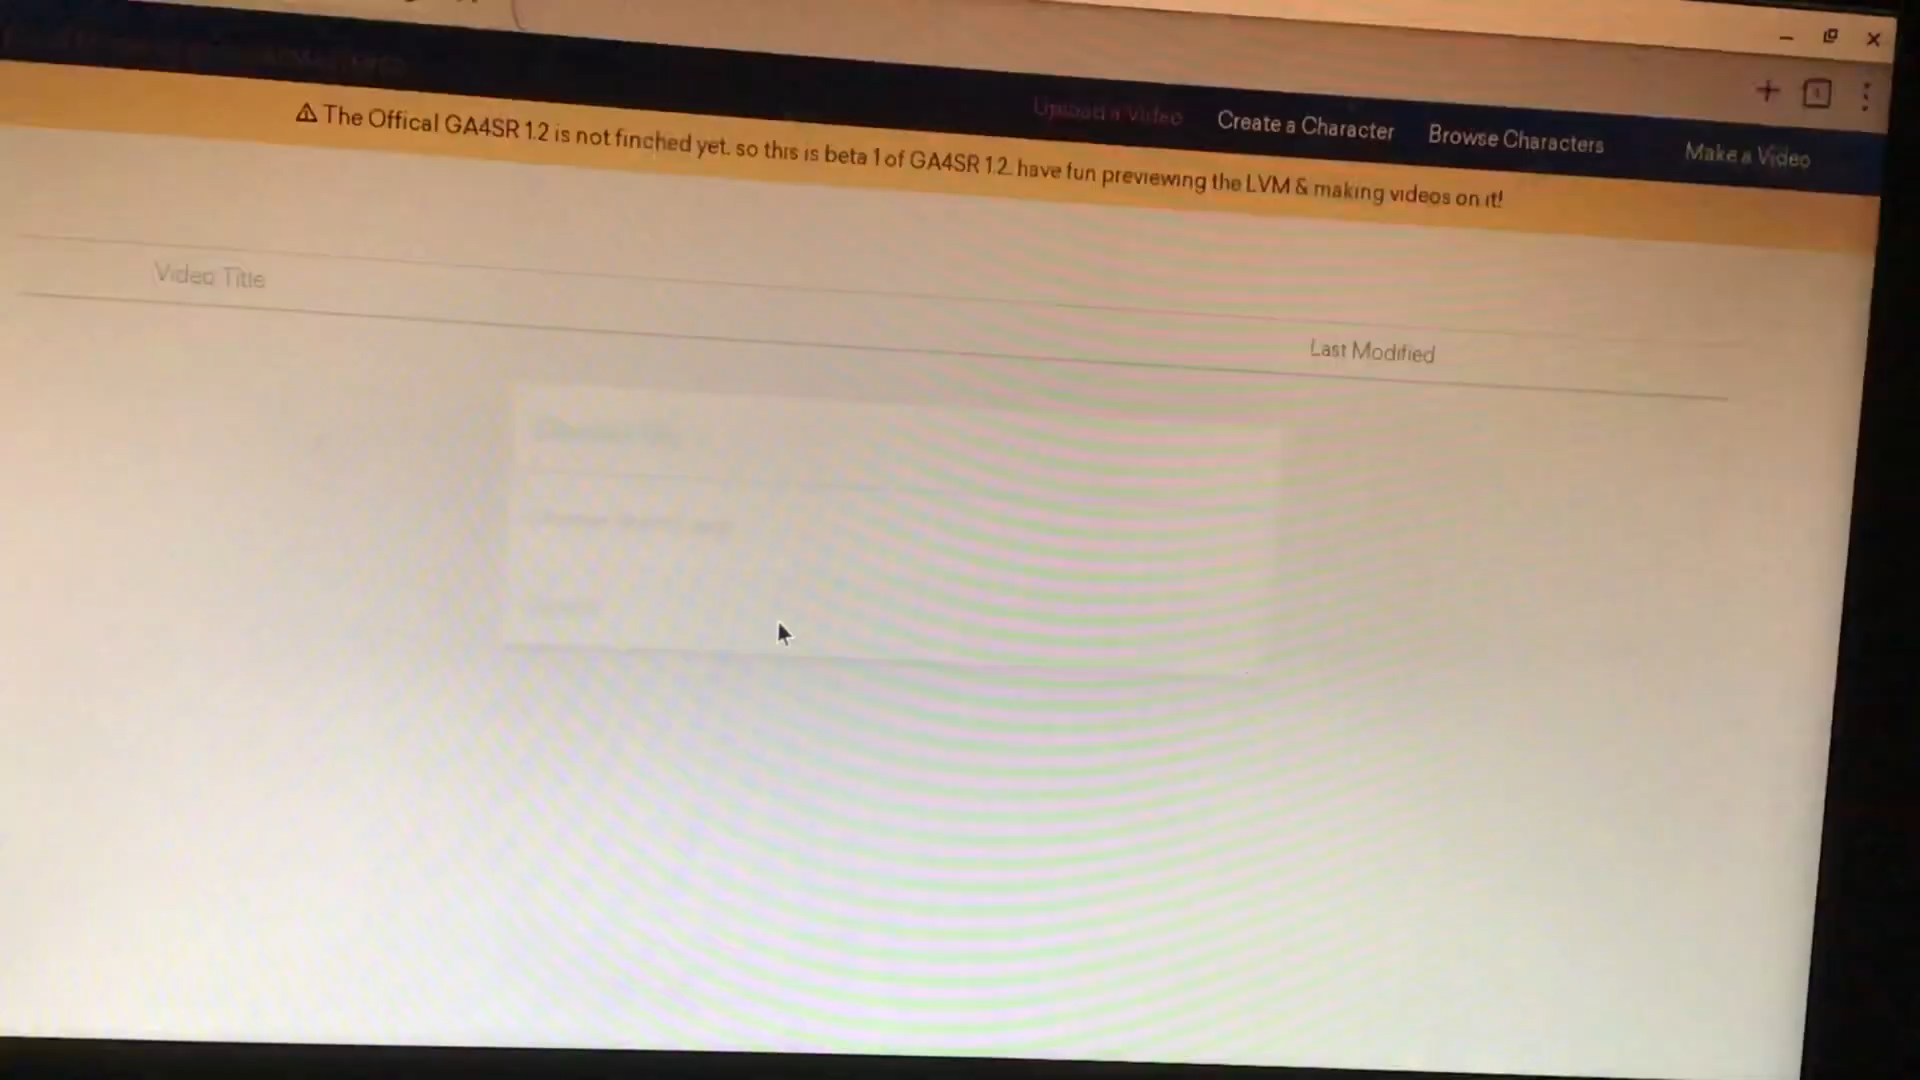 Upload a Video Create a Character Browse Characters Make a Video
⚠ The Offical GA4SR 1.2 is not finched yet. so this is beta 1 of GA4SR 1.2. have fun previewing the LVM & making videos on it!
Video Title Last Modified